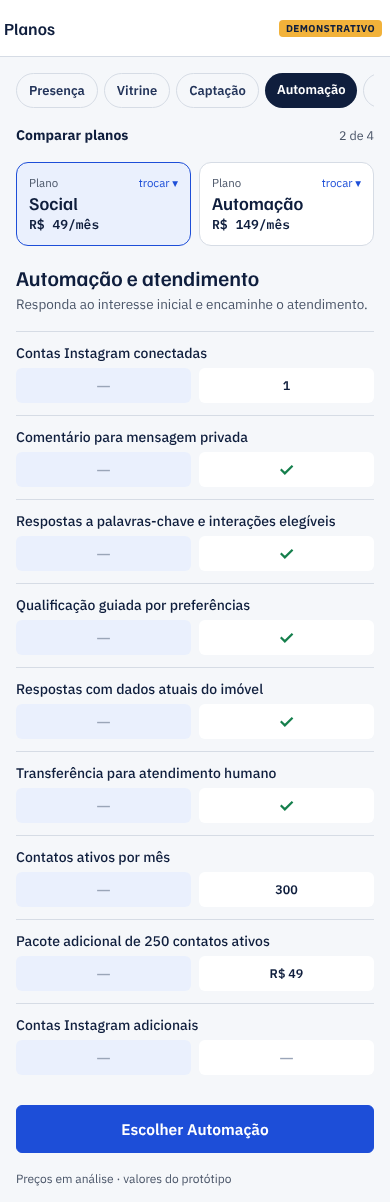 Planos
DEMONSTRATIVO
Presença
Vitrine
Captação
Automação
Comparar planos
2 de 4
Plano
trocar ▾
Social
R$ 49/mês
Plano
trocar ▾
Automação
R$ 149/mês
Automação e atendimento
Responda ao interesse inicial e encaminhe o atendimento.
Contas Instagram conectadas
—
1
Comentário para mensagem privada
—
✓
Respostas a palavras-chave e interações elegíveis
—
✓
Qualificação guiada por preferências
—
✓
Respostas com dados atuais do imóvel
—
✓
Transferência para atendimento humano
—
✓
Contatos ativos por mês
—
300
Pacote adicional de 250 contatos ativos
—
R$ 49
Contas Instagram adicionais
—
—
Escolher Automação
Preços em análise · valores do protótipo